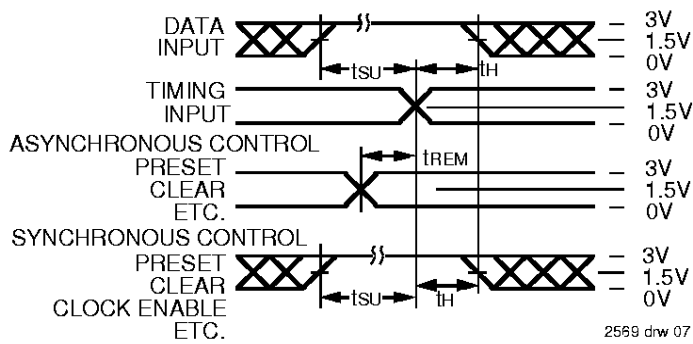 DATA
INPUT
3V
1.5V
0V
tSU
tH
TIMING
INPUT
3V
1.5V
0V
ASYNCHRONOUS CONTROL
PRESET
CLEAR
ETC.
tREM
3V
1.5V
0V
SYNCHRONOUS CONTROL
PRESET
CLEAR
CLOCK ENABLE
ETC.
tSU
tH
3V
1.5V
0V
2569 drw 07